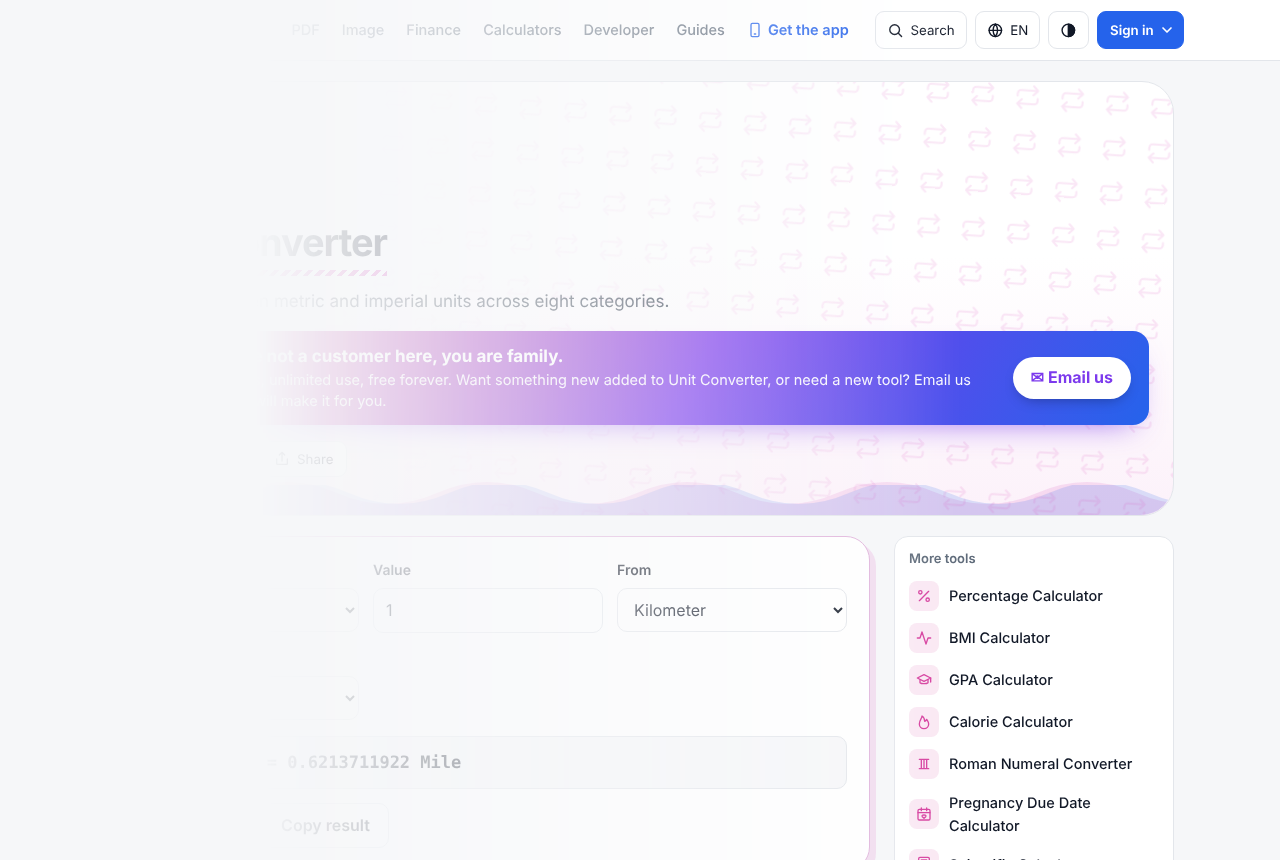 PDF Image Finance Calculators Developer Guides Get the app Search EN Sign in
nverter
metric and imperial units across eight categories.
not a customer here, you are family.
unlimited use, free forever. Want something new added to Unit Converter, or need a new tool? Email us
make it for you.
✉ Email us
Share
Value
From
1
Kilometer
= 0.6213711922 Mile
Copy result
More tools
Percentage Calculator
BMI Calculator
GPA Calculator
Calorie Calculator
Roman Numeral Converter
Pregnancy Due Date
Calculator